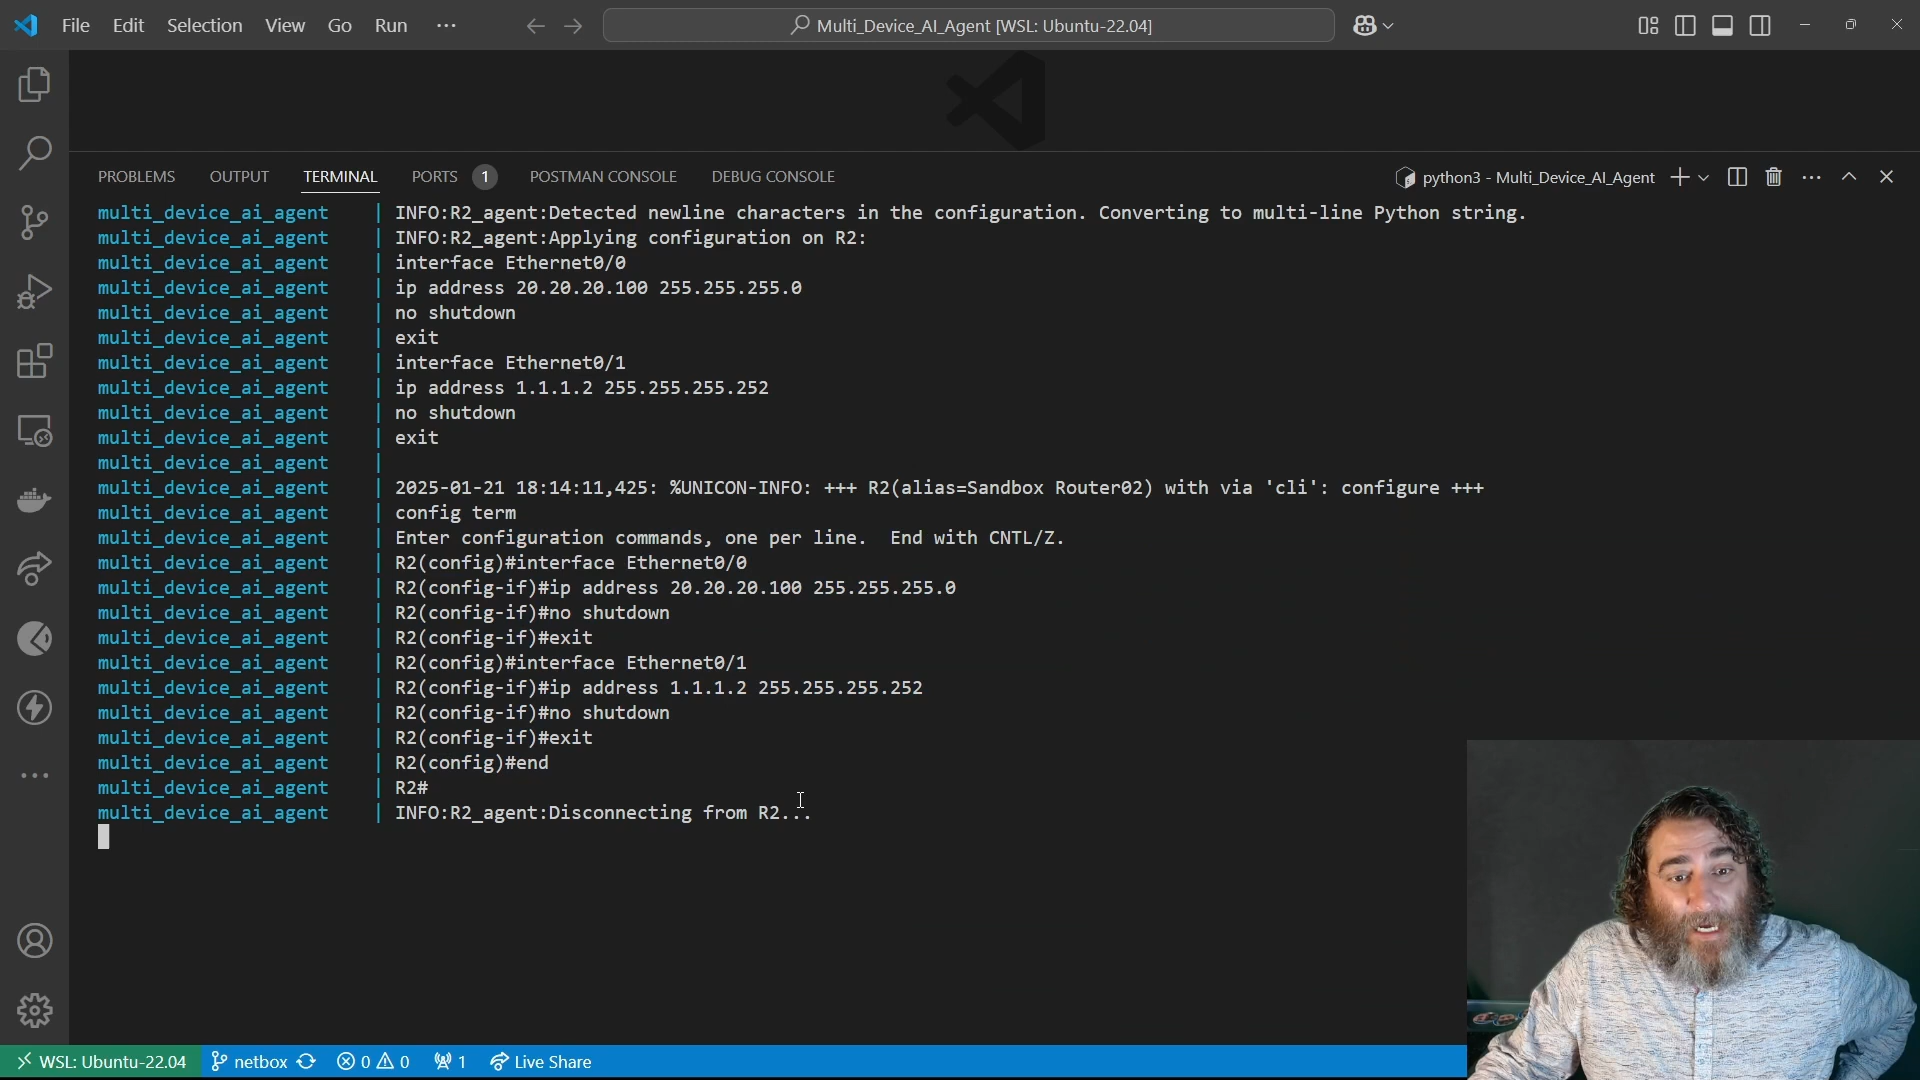 File Edit Selection View Go Run ···
Multi_Device_AI_Agent [WSL: Ubuntu-22.04]
PROBLEMS OUTPUT TERMINAL PORTS 1 POSTMAN CONSOLE DEBUG CONSOLE
python3 - Multi_Device_AI_Agent
multi_device_ai_agent | INFO:R2_agent:Detected newline characters in the configuration. Converting to multi-line Python string.
multi_device_ai_agent | INFO:R2_agent:Applying configuration on R2:
multi_device_ai_agent | interface Ethernet0/0
multi_device_ai_agent | ip address 20.20.20.100 255.255.255.0
multi_device_ai_agent | no shutdown
multi_device_ai_agent | exit
multi_device_ai_agent | interface Ethernet0/1
multi_device_ai_agent | ip address 1.1.1.2 255.255.255.252
multi_device_ai_agent | no shutdown
multi_device_ai_agent | exit
multi_device_ai_agent |
multi_device_ai_agent | 2025-01-21 18:14:11,425: %UNICON-INFO: +++ R2(alias=Sandbox Router02) with via 'cli': configure +++
multi_device_ai_agent | config term
multi_device_ai_agent | Enter configuration commands, one per line.  End with CNTL/Z.
multi_device_ai_agent | R2(config)#interface Ethernet0/0
multi_device_ai_agent | R2(config-if)#ip address 20.20.20.100 255.255.255.0
multi_device_ai_agent | R2(config-if)#no shutdown
multi_device_ai_agent | R2(config-if)#exit
multi_device_ai_agent | R2(config)#interface Ethernet0/1
multi_device_ai_agent | R2(config-if)#ip address 1.1.1.2 255.255.255.252
multi_device_ai_agent | R2(config-if)#no shutdown
multi_device_ai_agent | R2(config-if)#exit
multi_device_ai_agent | R2(config)#end
multi_device_ai_agent | R2#
multi_device_ai_agent | INFO:R2_agent:Disconnecting from R2...
WSL: Ubuntu-22.04 netbox 0 0 1 Live Share